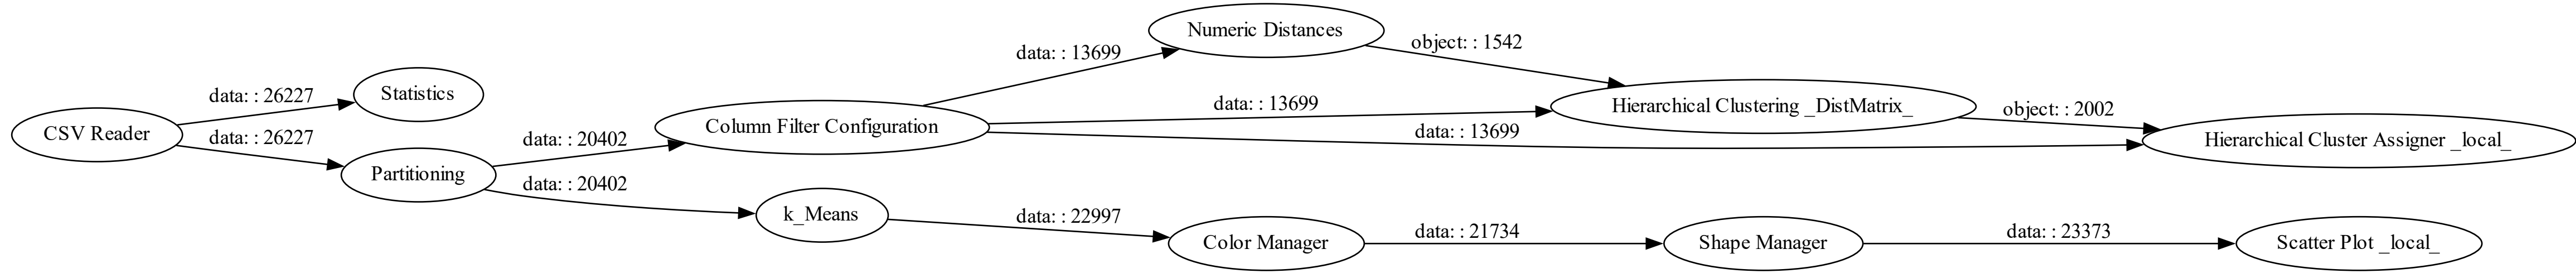 Numeric Distances
data: : 13699
object: : 1542
data: : 26227
Statistics
data: : 13699
Hierarchical Clustering _DistMatrix_
object: : 2002
CSV Reader
Column Filter Configuration
data: : 13699
Hierarchical Cluster Assigner _local_
data: : 26227
data: : 20402
Partitioning
data: : 20402
k_Means
data: : 22997
Color Manager
data: : 21734
Shape Manager
data: : 23373
Scatter Plot _local_